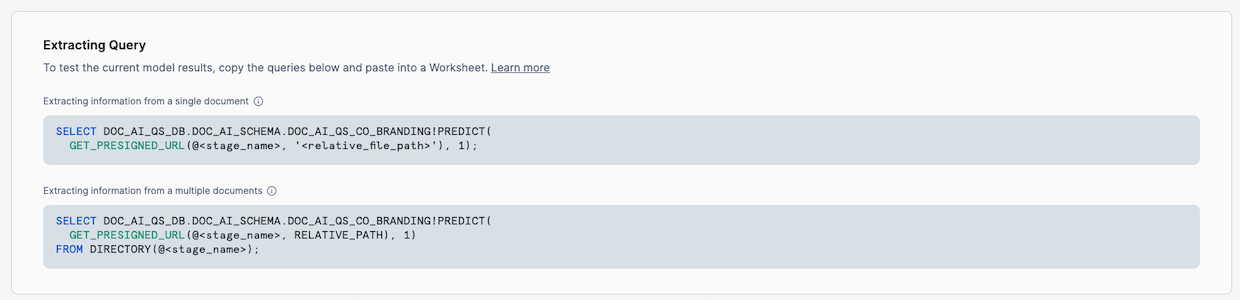 Extracting Query
To test the current model results, copy the queries below and paste into a Worksheet. Learn more
Extracting information from a single document
SELECT DOC_AI_QS_DB.DOC_AI_SCHEMA.DOC_AI_QS_CO_BRANDING!PREDICT(
  GET_PRESIGNED_URL(@<stage_name>, '<relative_file_path>'), 1);
Extracting information from a multiple documents
SELECT DOC_AI_QS_DB.DOC_AI_SCHEMA.DOC_AI_QS_CO_BRANDING!PREDICT(
  GET_PRESIGNED_URL(@<stage_name>, RELATIVE_PATH), 1)
FROM DIRECTORY(@<stage_name>);